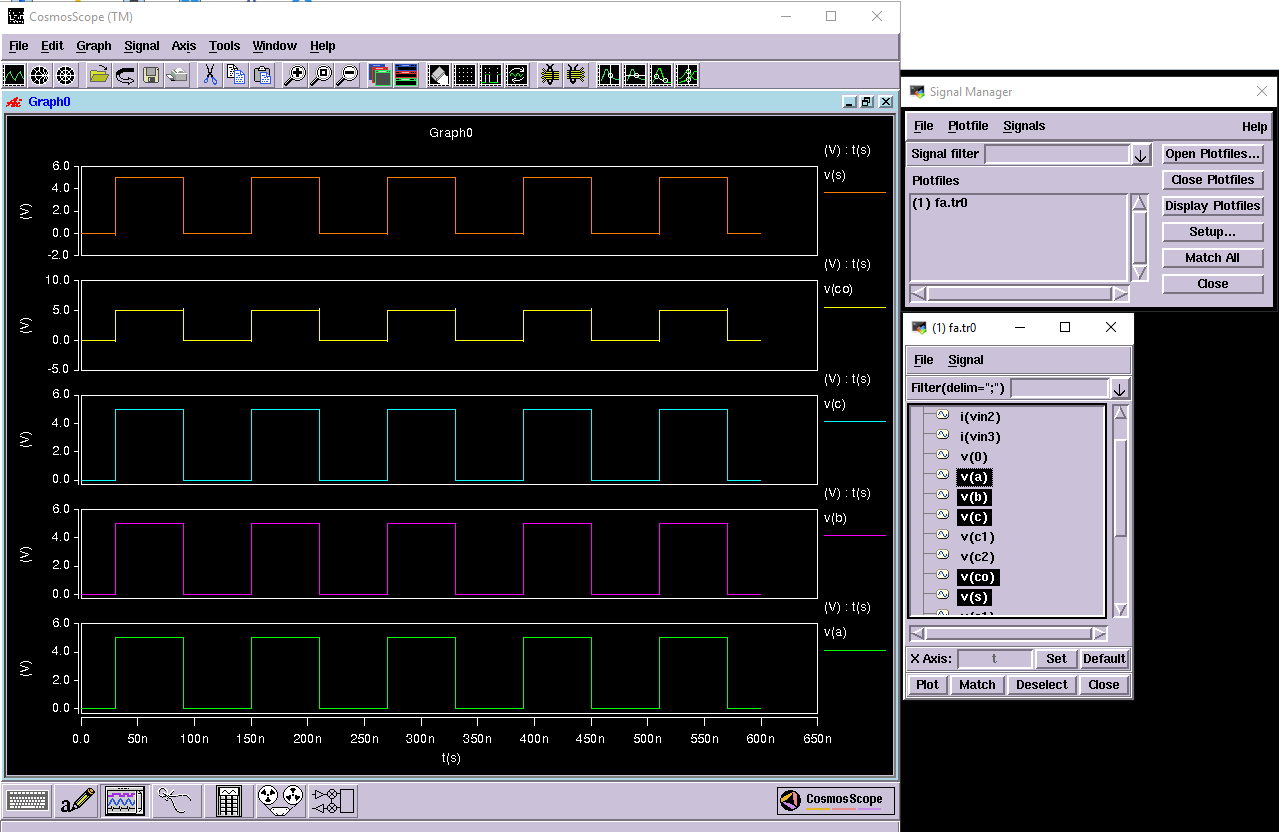 CosmosScope (TM)
File Edit Graph Signal Axis Tools Window Help
Graph0
Graph0
(V) : t(s)
v(s)
6.0
4.0
2.0
0.0
-2.0
(V)
(V) : t(s)
v(co)
10.0
5.0
0.0
-5.0
(V)
(V) : t(s)
v(c)
6.0
4.0
2.0
0.0
(V)
(V) : t(s)
v(b)
6.0
4.0
2.0
0.0
(V)
(V) : t(s)
v(a)
6.0
4.0
2.0
0.0
(V)
0.0 50n 100n 150n 200n 250n 300n 350n 400n 450n 500n 550n 600n 650n
t(s)
a
CosmosScope
Signal Manager
File Plotfile Signals Help
Signal filter
Open Plotfiles...
Plotfiles
Close Plotfiles
(1) fa.tr0
Display Plotfiles
Setup...
Match All
Close
(1) fa.tr0
File Signal
Filter(delim=";")
i(vin2)
i(vin3)
v(0)
v(a)
v(b)
v(c)
v(c1)
v(c2)
v(co)
v(s)
X Axis: t Set Default
Plot Match Deselect Close